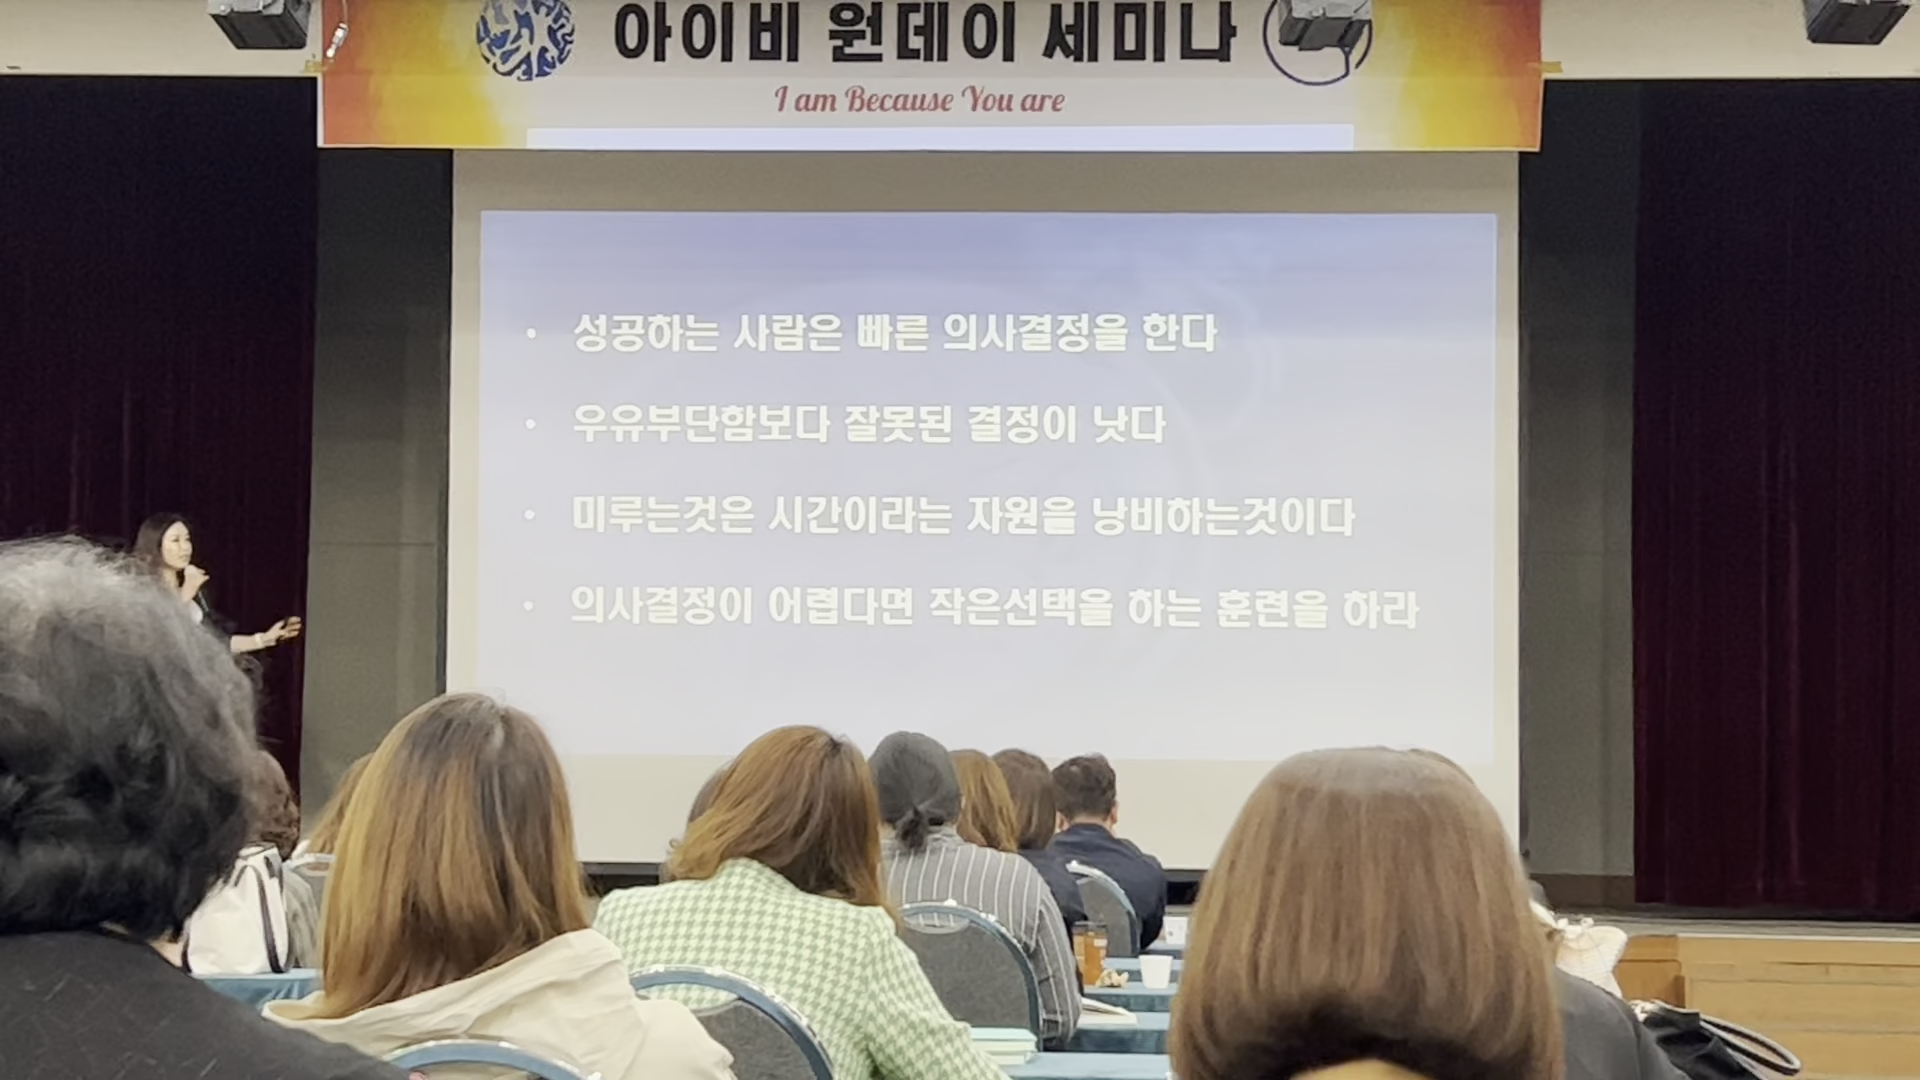 아이비 원데이 세미나
I am Because You are
• 성공하는 사람은 빠른 의사결정을 한다
• 우유부단함보다 잘못된 결정이 낫다
• 미루는것은 시간이라는 자원을 낭비하는것이다
• 의사결정이 어렵다면 작은선택을 하는 훈련을 하라